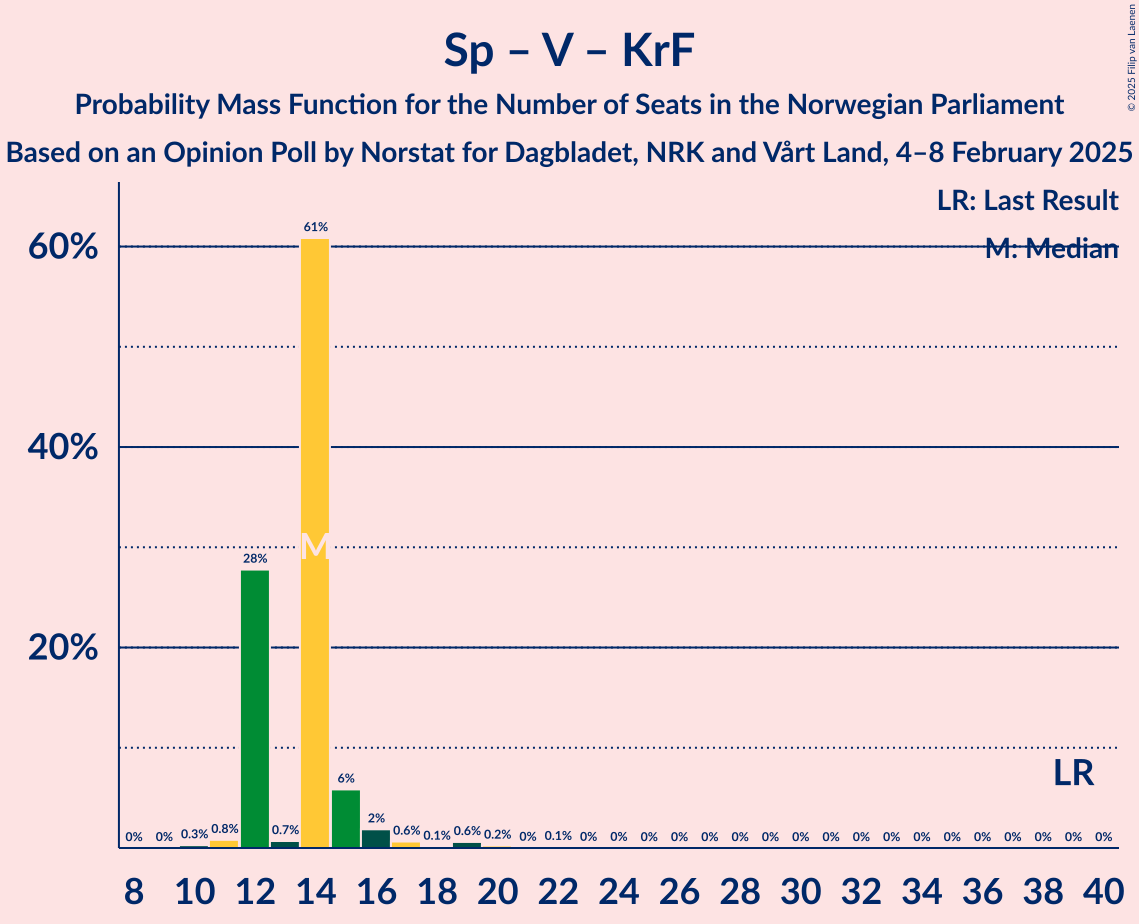 Sp – V – KrF
Probability Mass Function for the Number of Seats in the Norwegian Parliament
Based on an Opinion Poll by Norstat for Dagbladet, NRK and Vårt Land, 4–8 February 2025
© 2025 Filip van Laenen
LR: Last Result
M: Median
60%
40%
20%
0% 0% 0.3% 0.8% 28% 0.7% 61% 6% 2% 0.6% 0.1% 0.6% 0.2% 0% 0.1% 0% 0% 0% 0% 0% 0% 0% 0% 0% 0% 0% 0% 0% 0% 0% 0% 0% 0%
M
LR
8 10 12 14 16 18 20 22 24 26 28 30 32 34 36 38 40